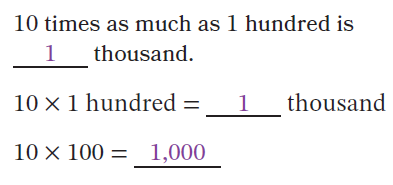 10 times as much as 1 hundred is
1 thousand.
10 × 1 hundred = 1 thousand
10 × 100 = 1,000